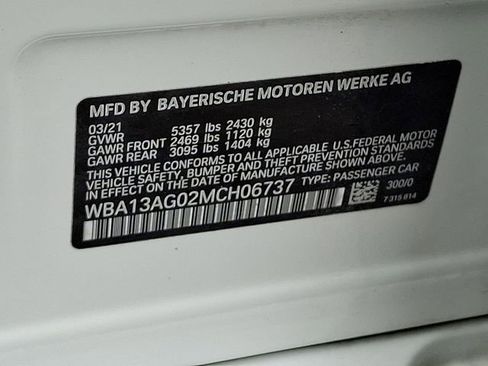 MFD BY BAYERISCHE MOTOREN WERKE AG
03/21
GVWR 5357 lbs 2430 kg
GAWR FRONT 2469 lbs 1120 kg
GAWR REAR 3095 lbs 1404 kg
THIS VEHICLE CONFORMS TO ALL APPLICABLE U.S.FEDERAL MOTOR
VEHICLE SAFETY, BUMPER AND THEFT PREVENTION STANDARDS
IN EFFECT ON THE DATE OF MANUFACTURE SHOWN ABOVE.
WBA13AG02MCH06737 TYPE: PASSENGER CAR
300/0
7 315 614